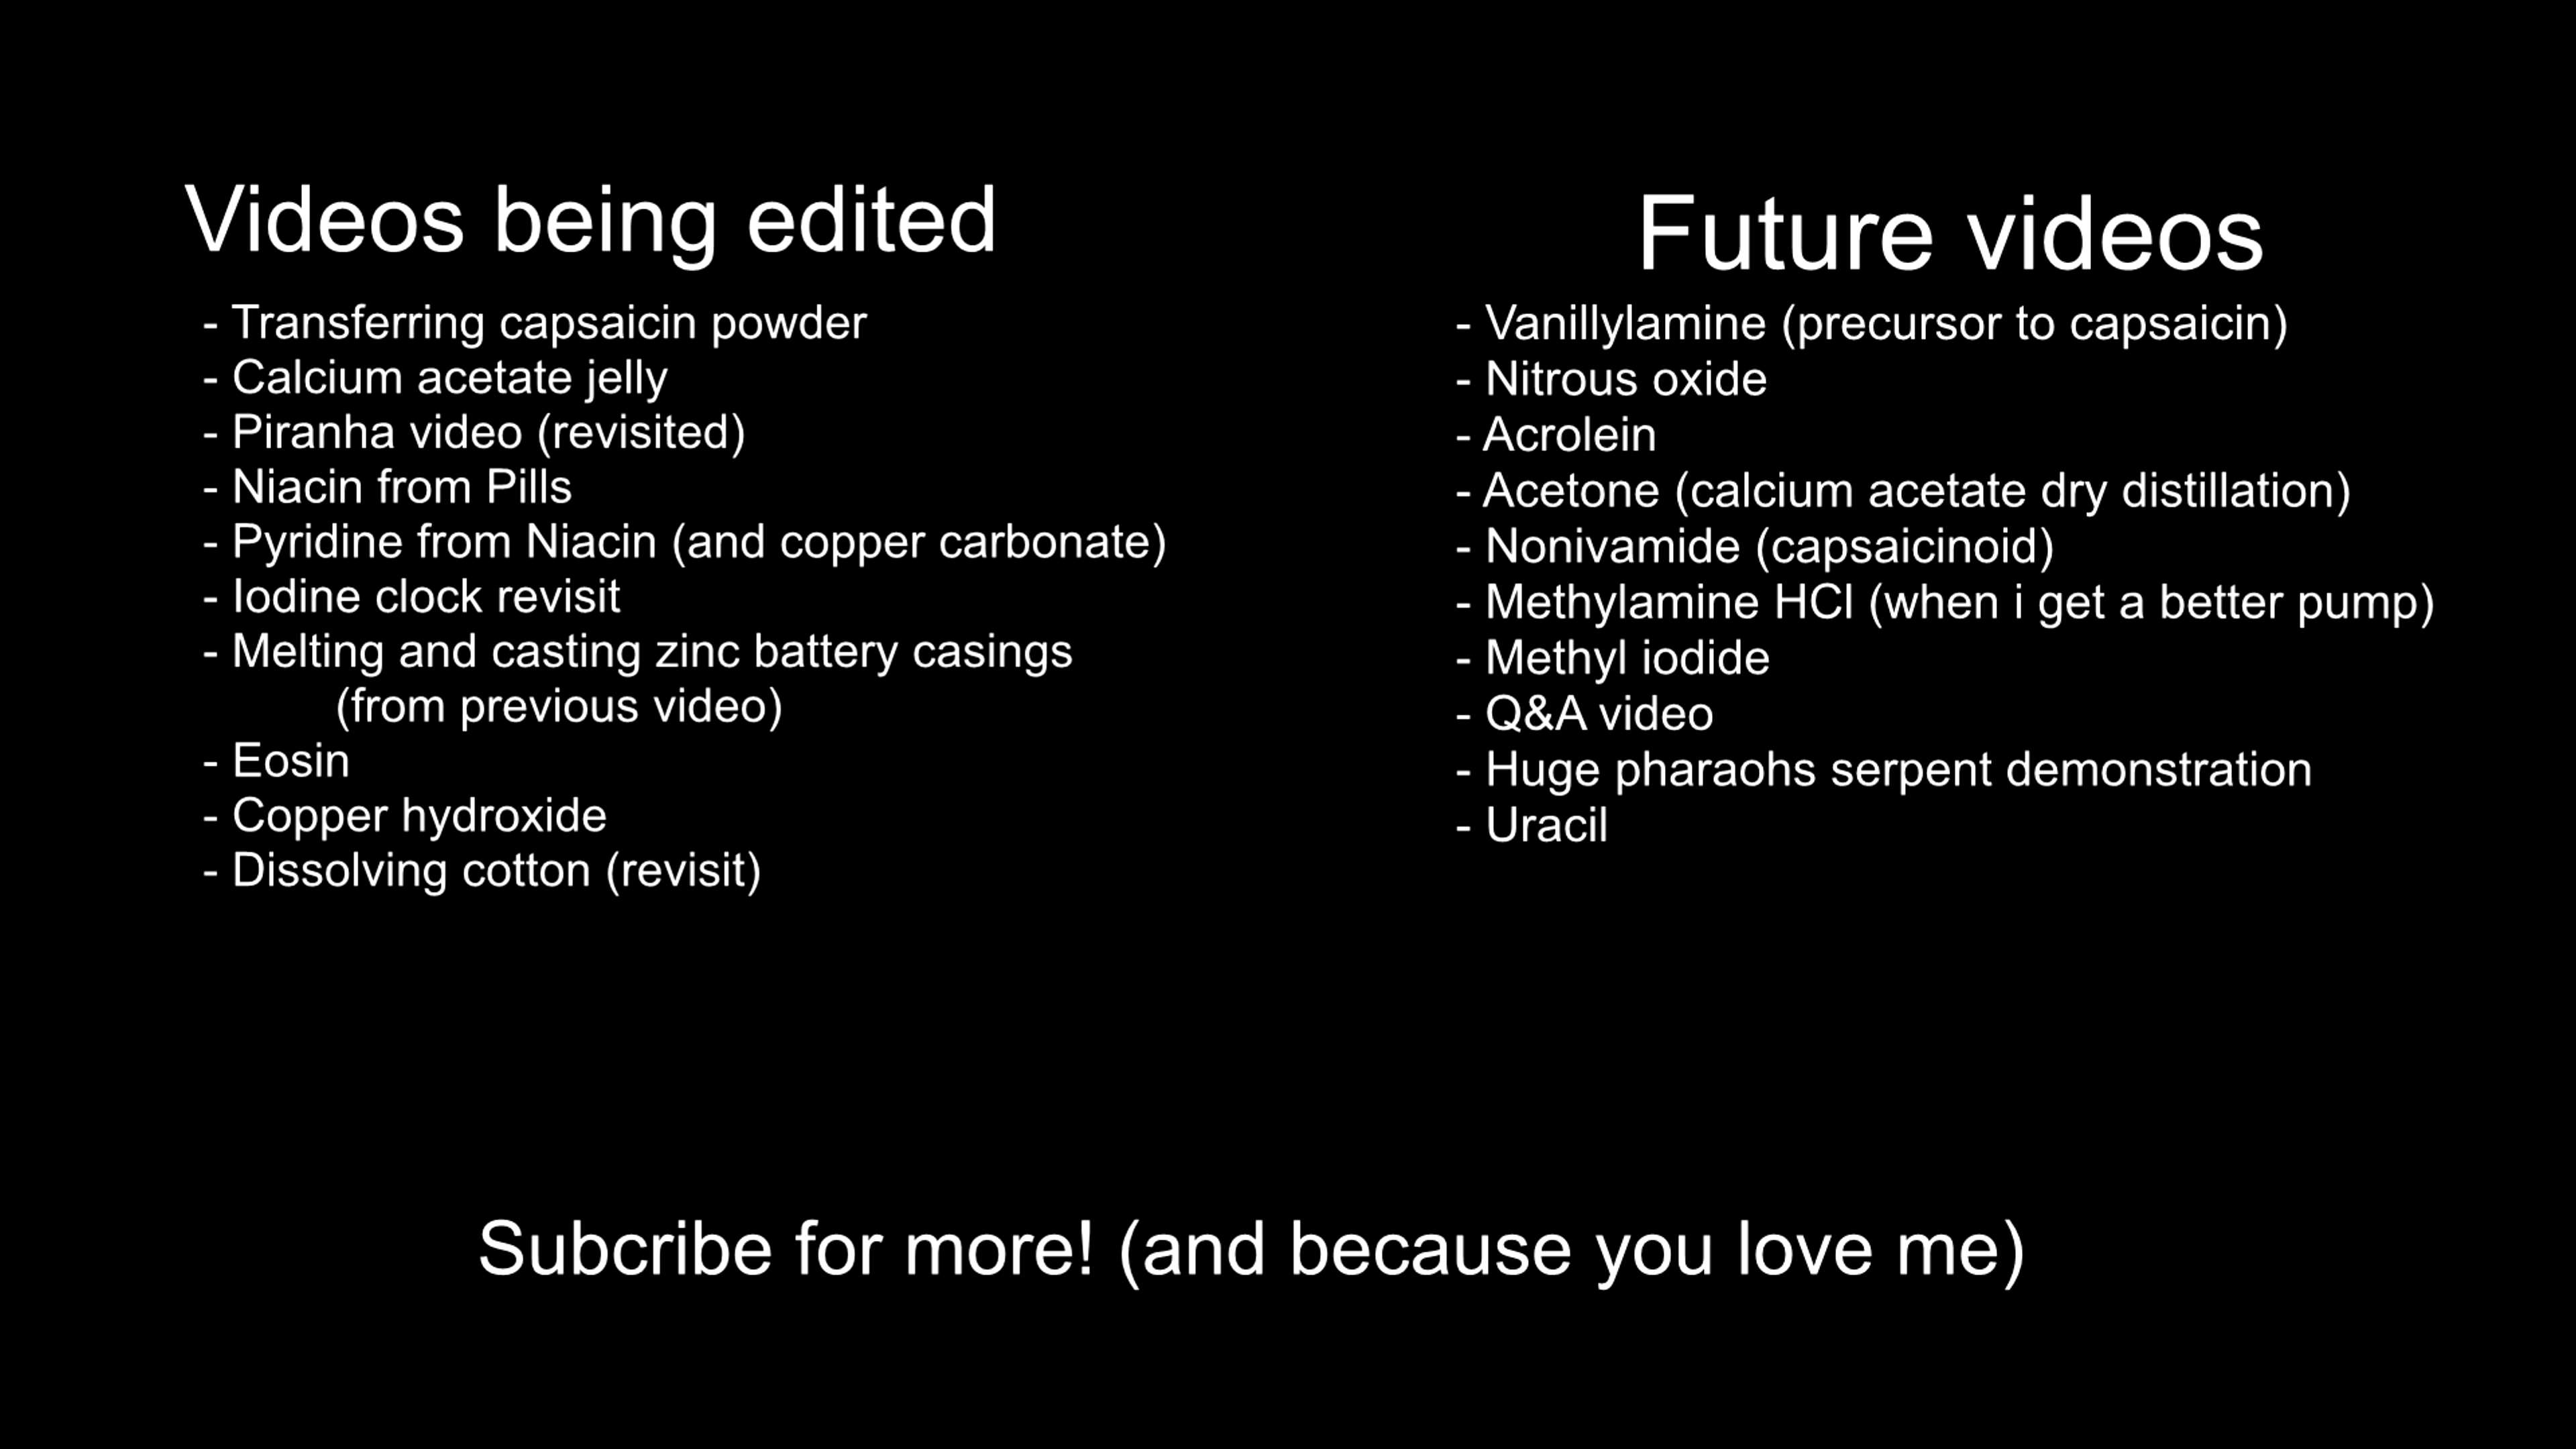 Videos being edited
- Transferring capsaicin powder
- Calcium acetate jelly
- Piranha video (revisited)
- Niacin from Pills
- Pyridine from Niacin (and copper carbonate)
- Iodine clock revisit
- Melting and casting zinc battery casings
(from previous video)
- Eosin
- Copper hydroxide
- Dissolving cotton (revisit)
Future videos
- Vanillylamine (precursor to capsaicin)
- Nitrous oxide
- Acrolein
- Acetone (calcium acetate dry distillation)
- Nonivamide (capsaicinoid)
- Methylamine HCl (when i get a better pump)
- Methyl iodide
- Q&A video
- Huge pharaohs serpent demonstration
- Uracil
Subcribe for more! (and because you love me)